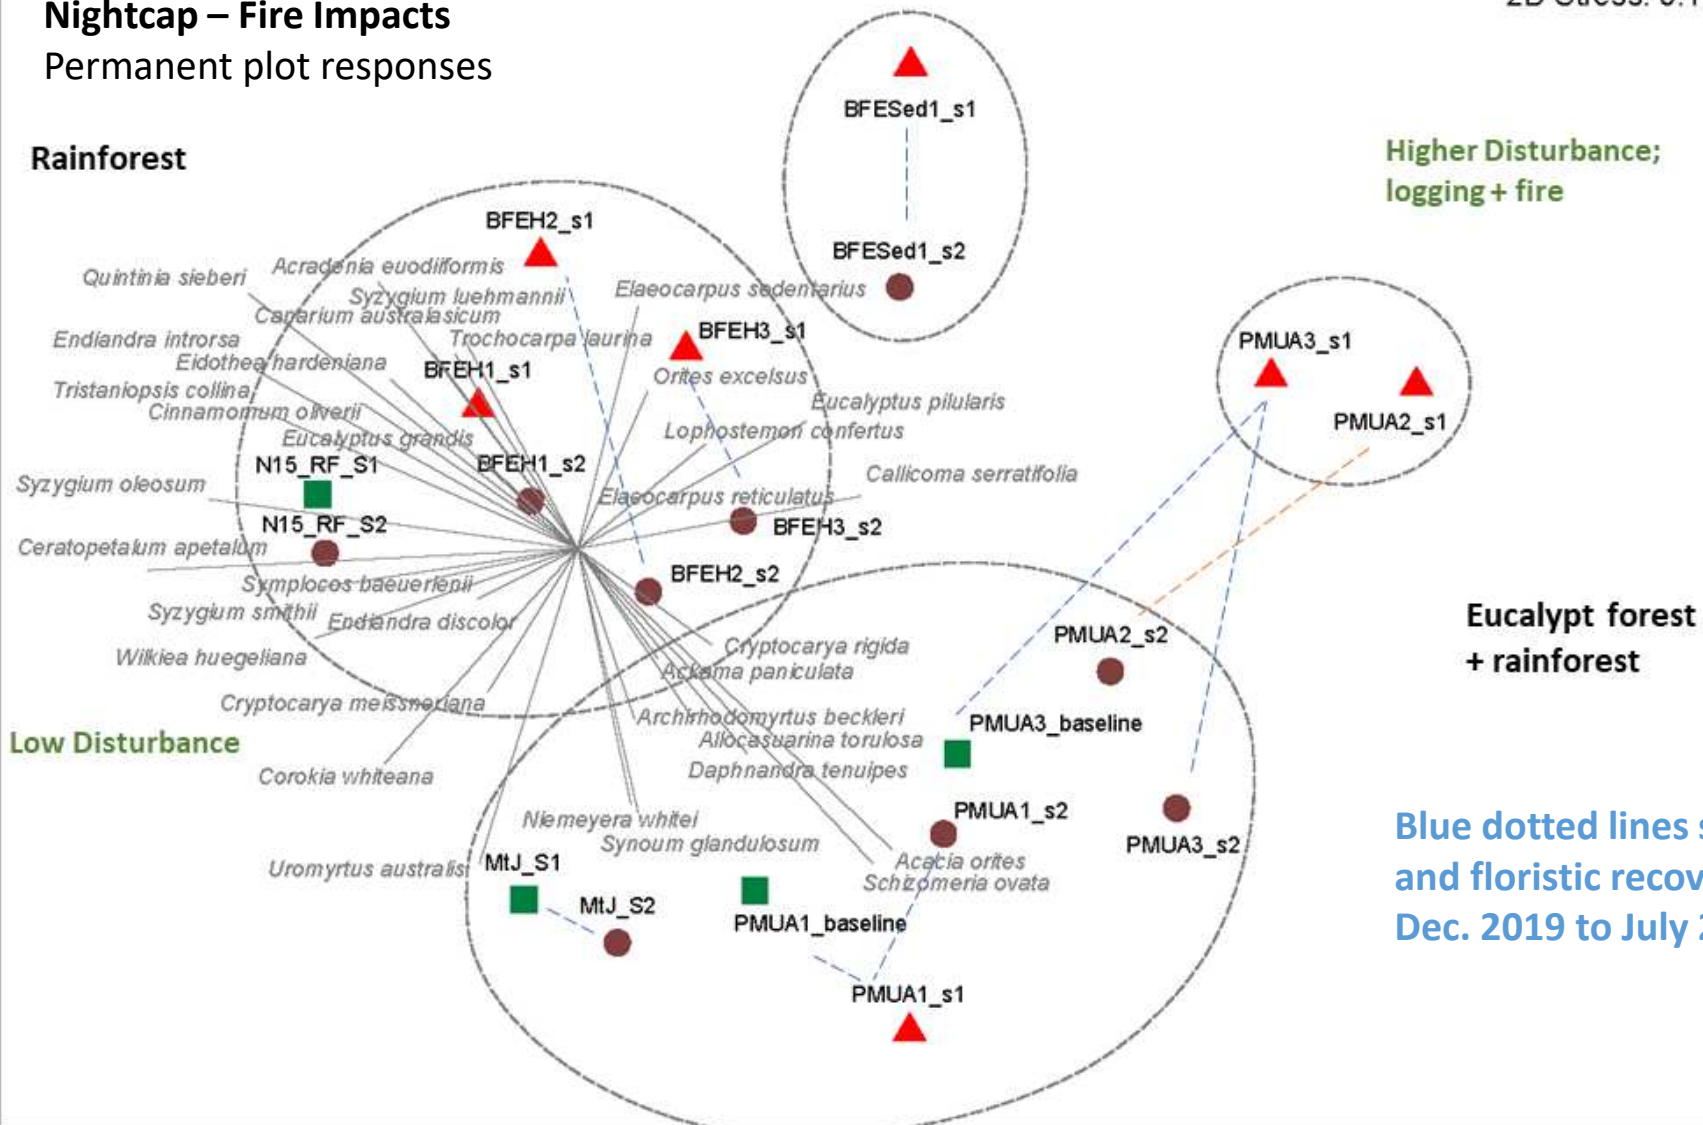 Nightcap – Fire Impacts
Permanent plot responses
2D Stress: 0.1
Rainforest
Higher Disturbance;
logging + fire
BFESed1_s1
BFESed1_s2
BFEH2_s1
Quintinia sieberi
Acradenia euodiiformis
Syzygium luehmannii
Canarium australasicum
Elaeocarpus sedentarius
Endiandra introrsa
Trochocarpa laurina
BFEH3_s1
PMUA3_s1
Eidothea hardeniana
BFEH1_s1
Orites excelsus
Tristaniopsis collina
Cinnamomum oliverii
Eucalyptus pilularis
PMUA2_s1
Eucalyptus grandis
Lophostemon confertus
N15_RF_S1
BFEH1_s2
Callicoma serratifolia
Syzygium oleosum
Elaeocarpus reticulatus
N15_RF_S2
BFEH3_s2
Ceratopetalum apetalum
Symplocos baeuerlenii
BFEH2_s2
Syzygium smithii
Endiandra discolor
Eucalypt forest
+ rainforest
PMUA2_s2
Wilkiea huegeliana
Cryptocarya rigida
Ackama paniculata
Cryptocarya meissneriana
Archirhodomyrtus beckleri
PMUA3_baseline
Low Disturbance
Allocasuarina torulosa
Corokia whiteana
Daphnandra tenuipes
PMUA1_s2
Niemeyera whitei
Synoum glandulosum
PMUA3_s2
Blue dotted lines
and floristic recov
Dec. 2019 to July
Uromyrtus australis
MtJ_S1
Acacia orites
Schizomeria ovata
MtJ_S2
PMUA1_baseline
PMUA1_s1